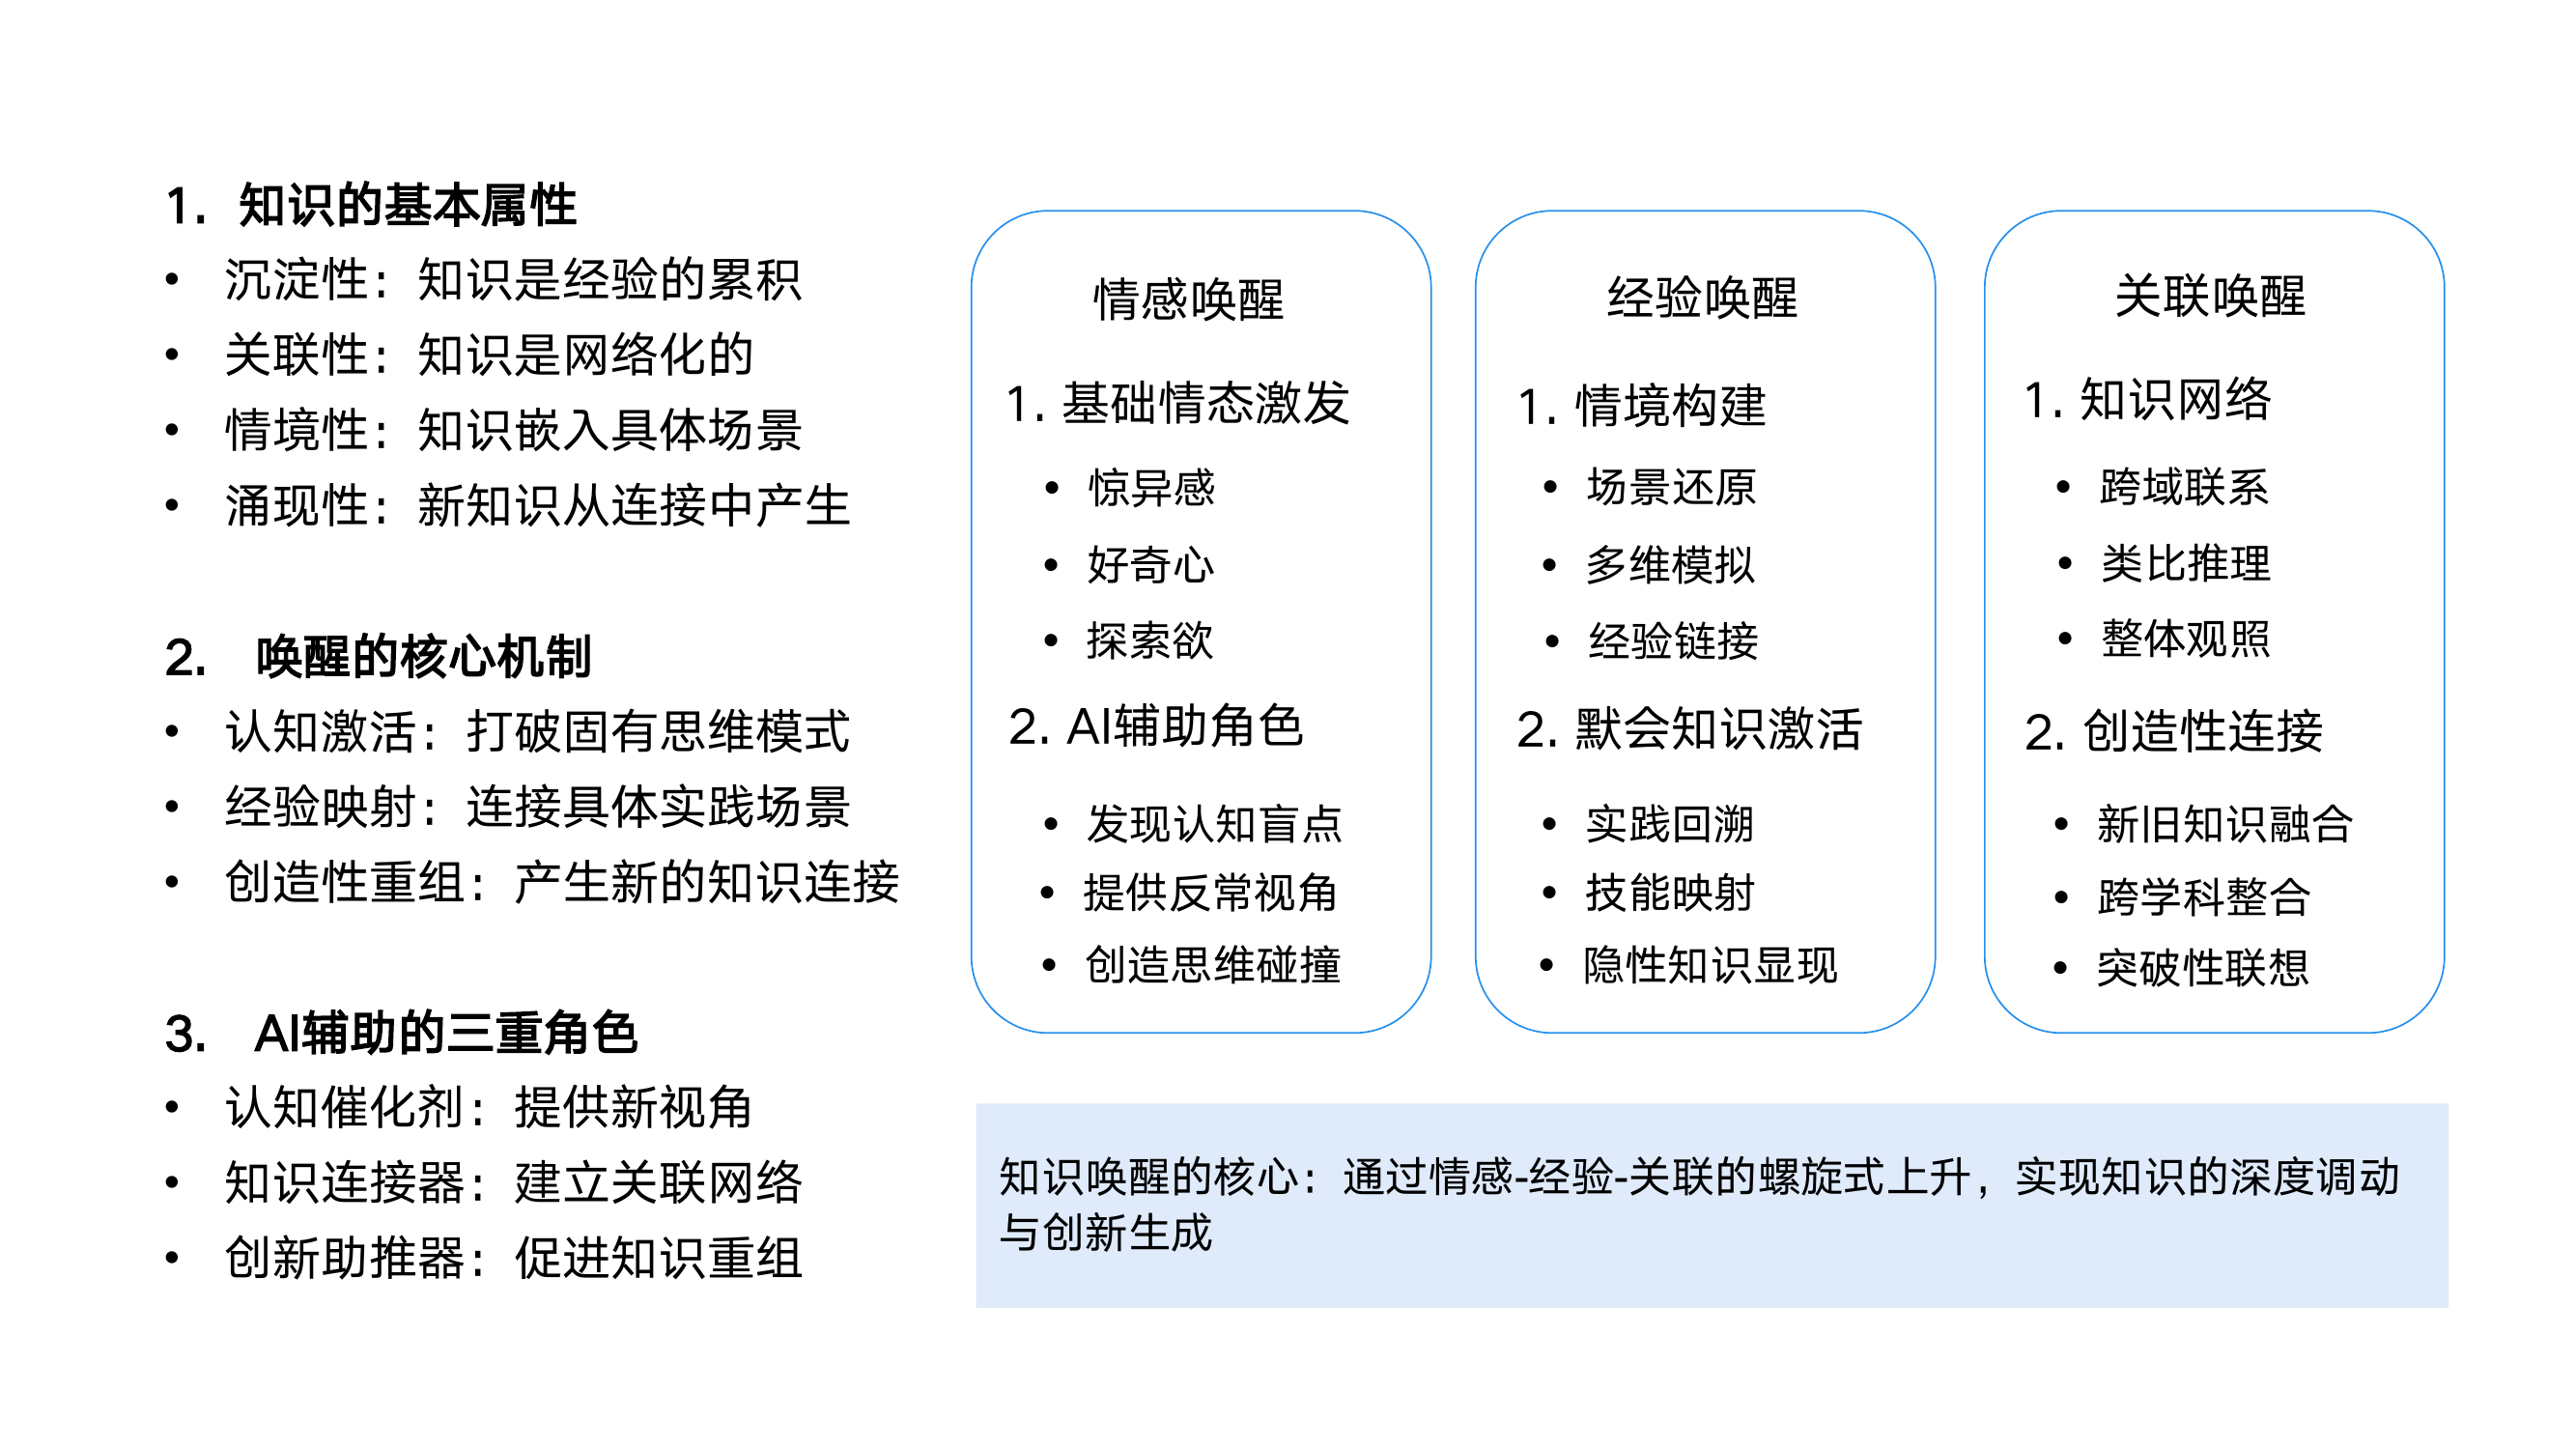 1. 知识的基本属性
• 沉淀性：知识是经验的累积
• 关联性：知识是网络化的
• 情境性：知识嵌入具体场景
• 涌现性：新知识从连接中产生
2. 唤醒的核心机制
• 认知激活：打破固有思维模式
• 经验映射：连接具体实践场景
• 创造性重组：产生新的知识连接
3. AI辅助的三重角色
• 认知催化剂：提供新视角
• 知识连接器：建立关联网络
• 创新助推器：促进知识重组
情感唤醒
1. 基础情态激发
• 惊异感
• 好奇心
• 探索欲
2. AI辅助角色
• 发现认知盲点
• 提供反常视角
• 创造思维碰撞
经验唤醒
1. 情境构建
• 场景还原
• 多维模拟
• 经验链接
2. 默会知识激活
• 实践回溯
• 技能映射
• 隐性知识显现
关联唤醒
1. 知识网络
• 跨域联系
• 类比推理
• 整体观照
2. 创造性连接
• 新旧知识融合
• 跨学科整合
• 突破性联想
知识唤醒的核心：通过情感-经验-关联的螺旋式上升，实现知识的深度调动
与创新生成